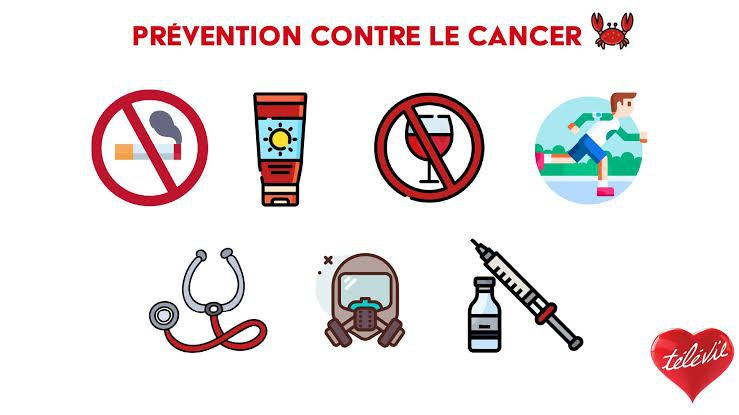 PRÉVENTION CONTRE LE CANCER
télévie